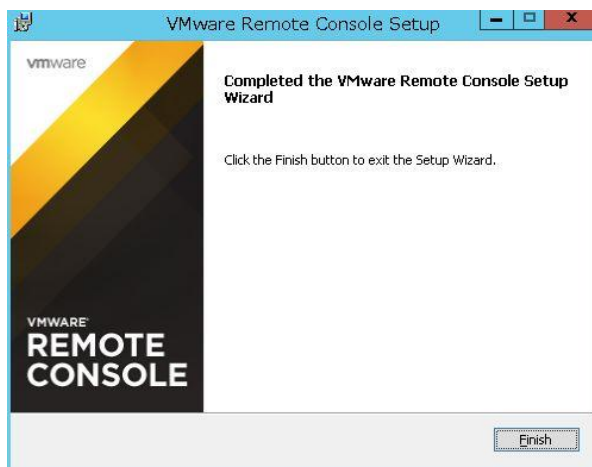 VMware Remote Console Setup
vmware
Completed the VMware Remote Console Setup
Wizard
Click the Finish button to exit the Setup Wizard.
VMWARE®
REMOTE
CONSOLE
Finish